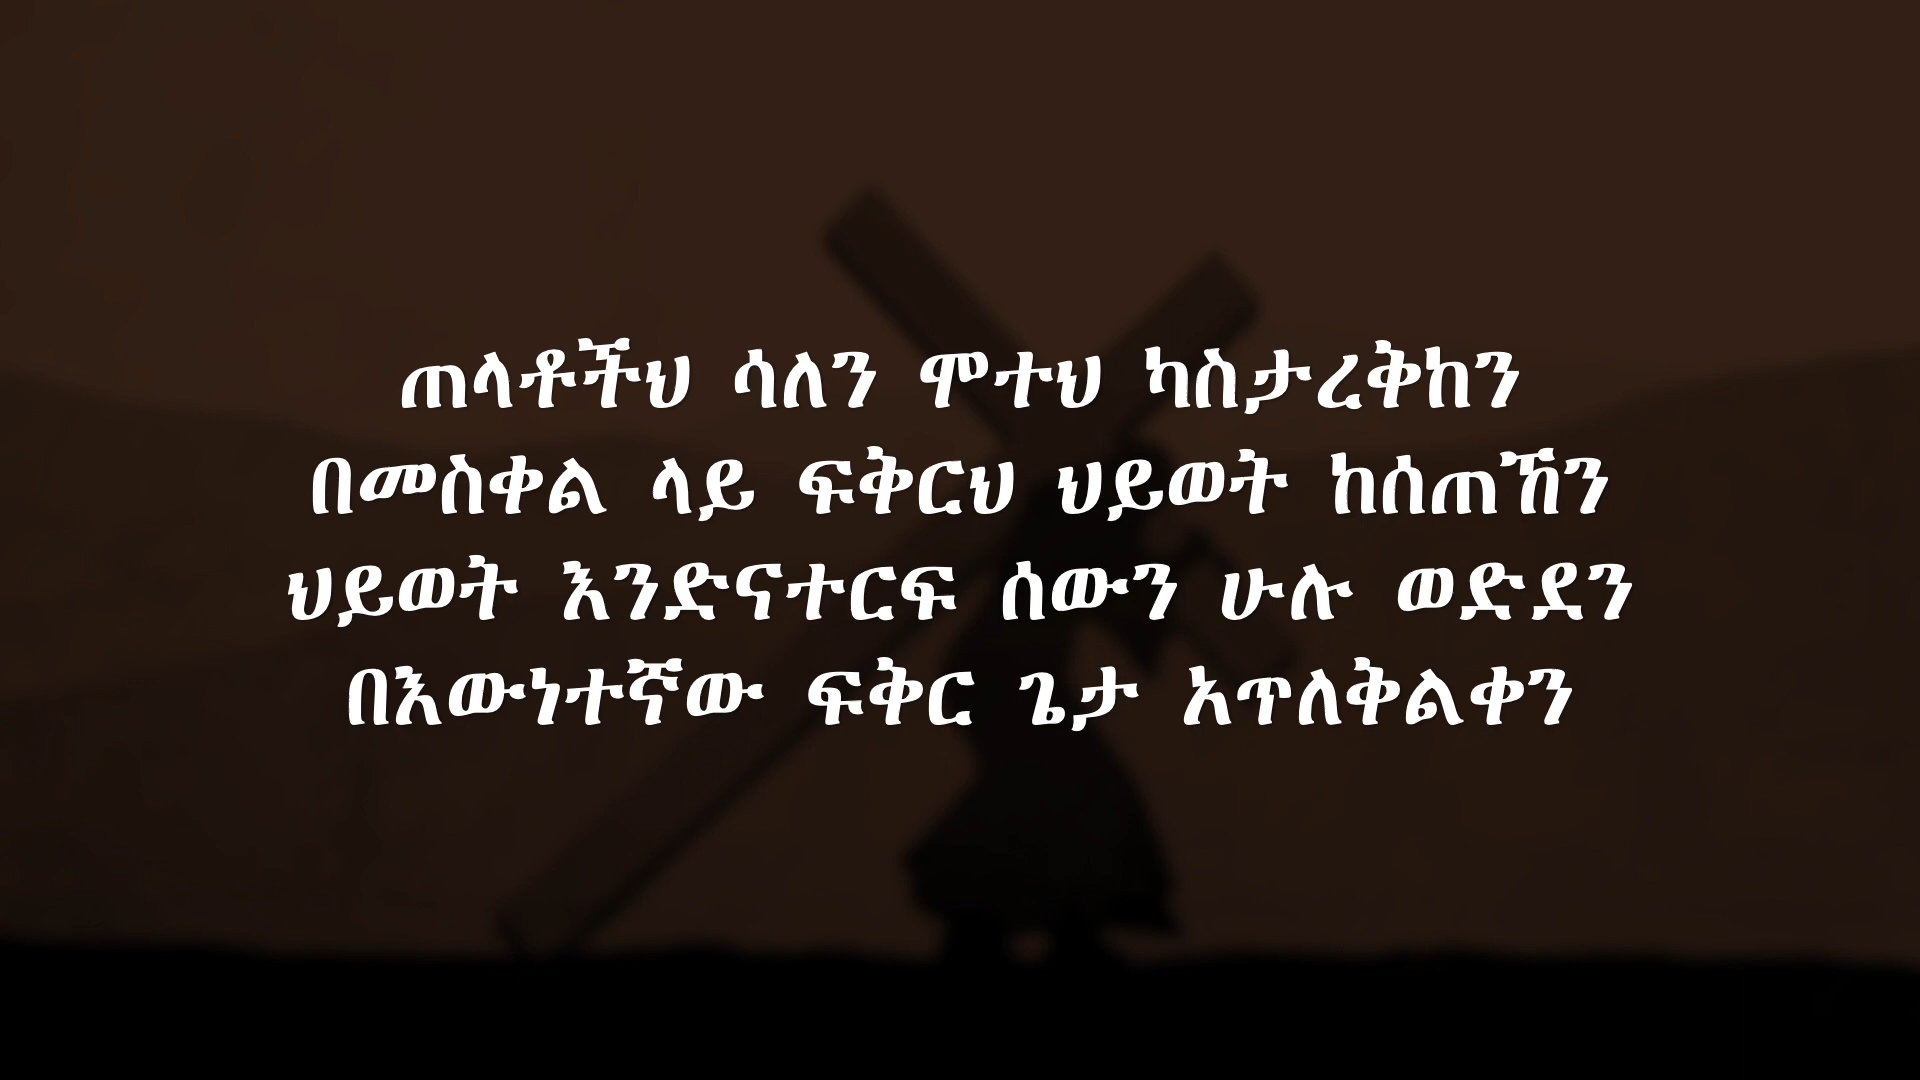 ጠላቶችህ ሳለን ሞተህ ካስታረቅከን
በመስቀል ላይ ፍቅርህ ህይወት ከሰጠኸን
ህይወት እንድናተርፍ ሰውን ሁሉ ወድደን
በእውነተኛው ፍቅር ጌታ አጥለቅልቀን